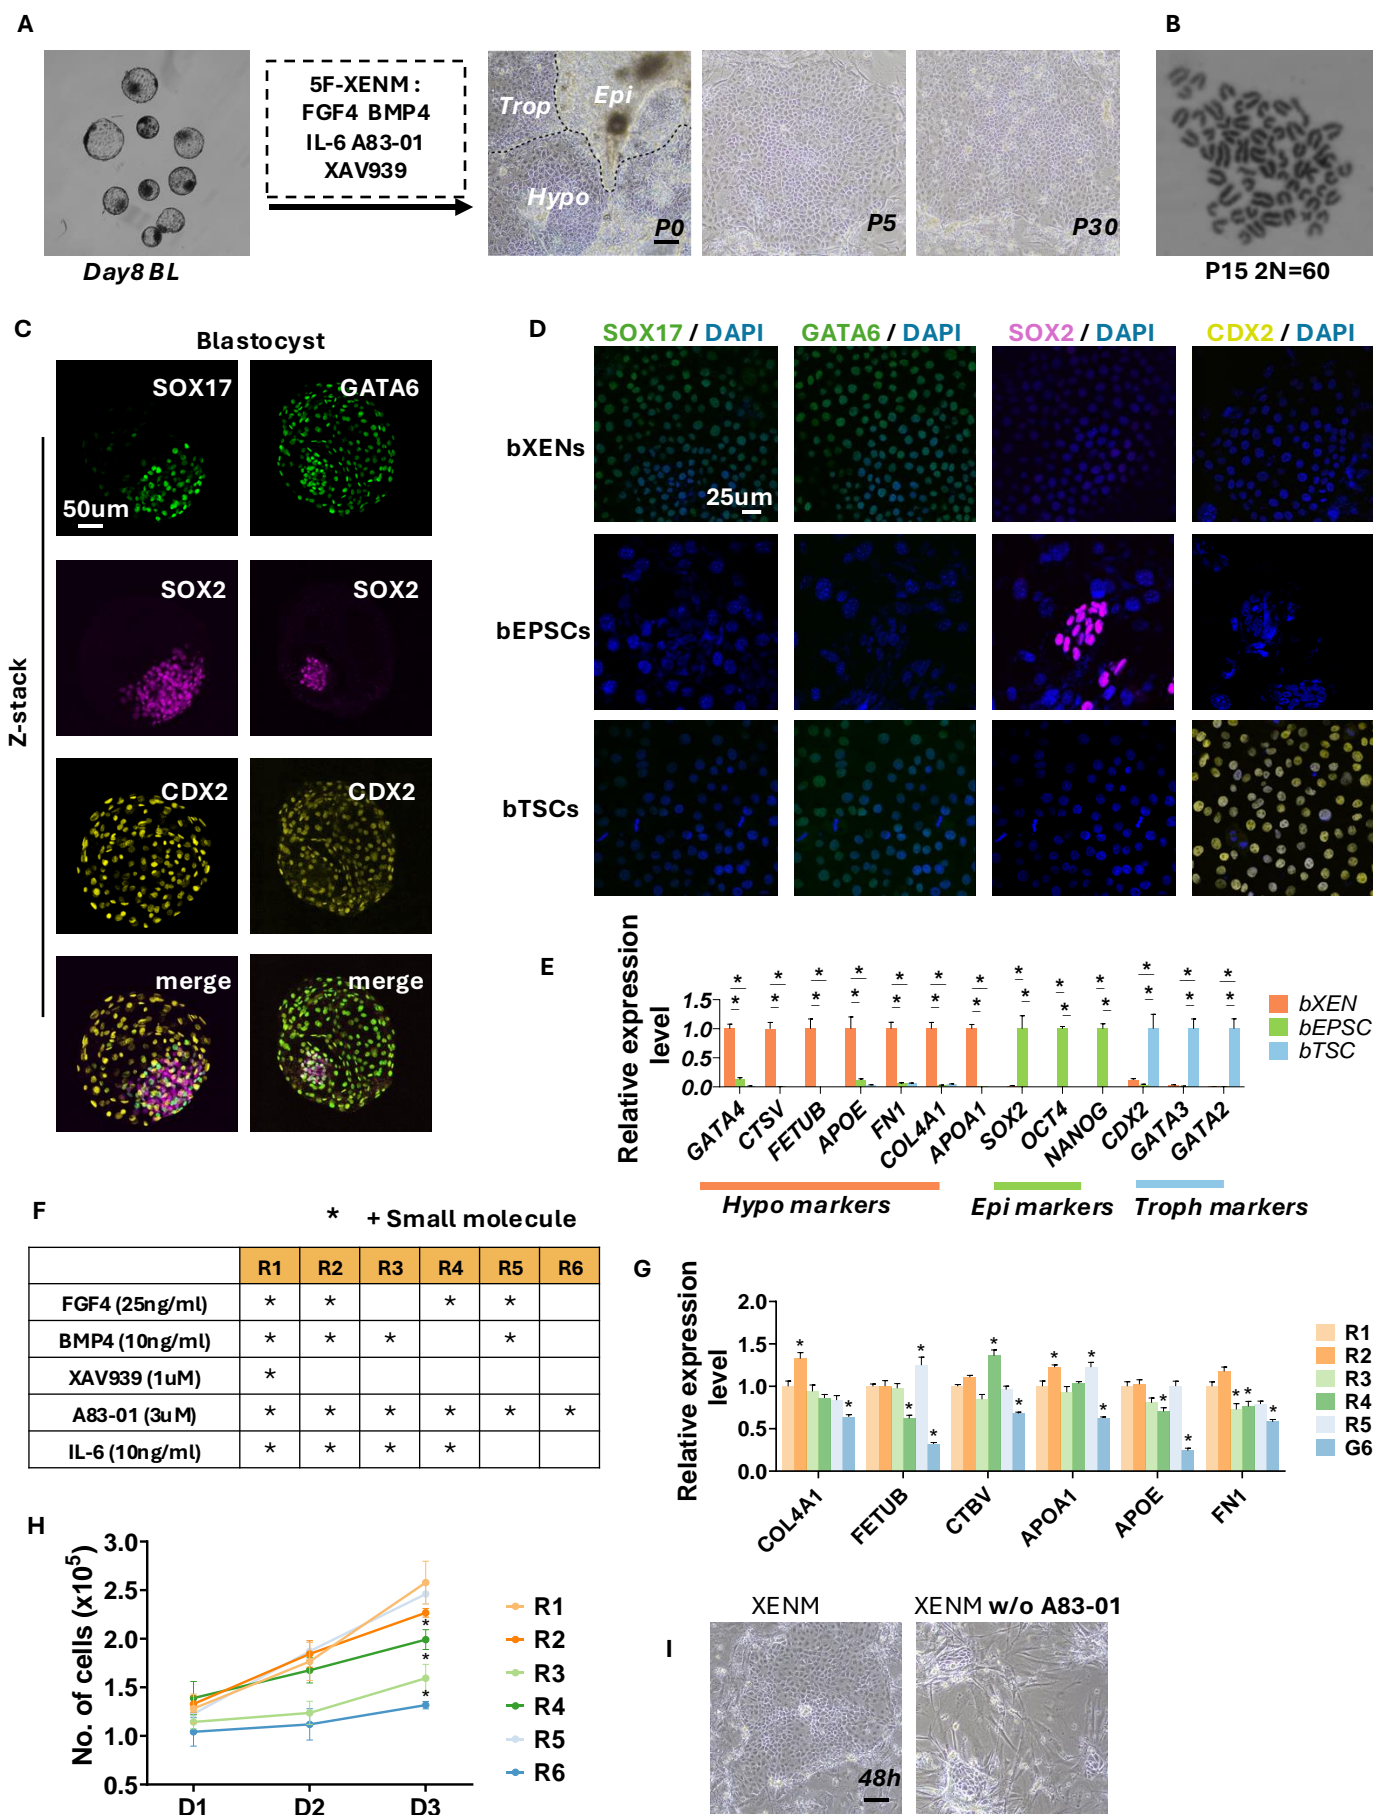 A
B
5F-XENM :
FGF4 BMP4
IL-6 A83-01
XAV939
Trop
Epi
Hypo
P0
P5
P30
Day8 BL
P15 2N=60
C
D
Blastocyst
SOX17 / DAPI
GATA6 / DAPI
SOX2 / DAPI
CDX2 / DAPI
SOX17
GATA6
50um
SOX2
SOX2
CDX2
CDX2
merge
merge
Z-stack
bXENs
25um
bEPSCs
bTSCs
E
Relative expression
level
1.5
1.0
0.5
0.0
* * * * * * * * * * * * *
* * * * * * * * * * * * *
bXEN
bEPSC
bTSC
GATA4
CTSV
FETUB
APOE
FN1
COL4A1
APOA1
SOX2
OCT4
NANOG
CDX2
GATA3
GATA2
Hypo markers
Epi markers
Troph markers
F
* + Small molecule
R1 R2 R3 R4 R5 R6
FGF4 (25ng/ml) * * * *
BMP4 (10ng/ml) * * * *
XAV939 (1uM) *
A83-01 (3uM) * * * * * *
IL-6 (10ng/ml) * * * *
G
Relative expression
level
2.0
1.5
1.0
0.5
0.0
* * * * * * * * * * * * * *
COL4A1
FETUB
CTBV
APOA1
APOE
FN1
R1
R2
R3
R4
R5
G6
H
No. of cells (x10⁵)
3.0
2.5
2.0
1.5
1.0
0.5
*
*
*
D1
D2
D3
R1
R2
R3
R4
R5
R6
I
XENM
XENM w/o A83-01
48h